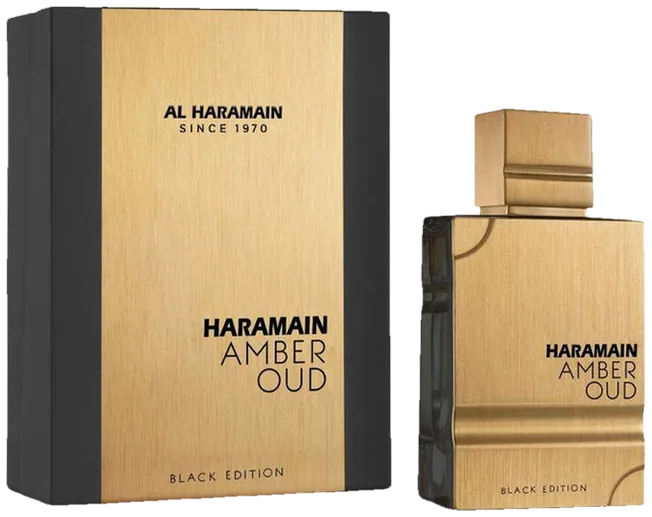 AL HARAMAIN
SINCE 1970
HARAMAIN
AMBER
OUD
BLACK EDITION
HARAMAIN
AMBER
OUD
BLACK EDITION